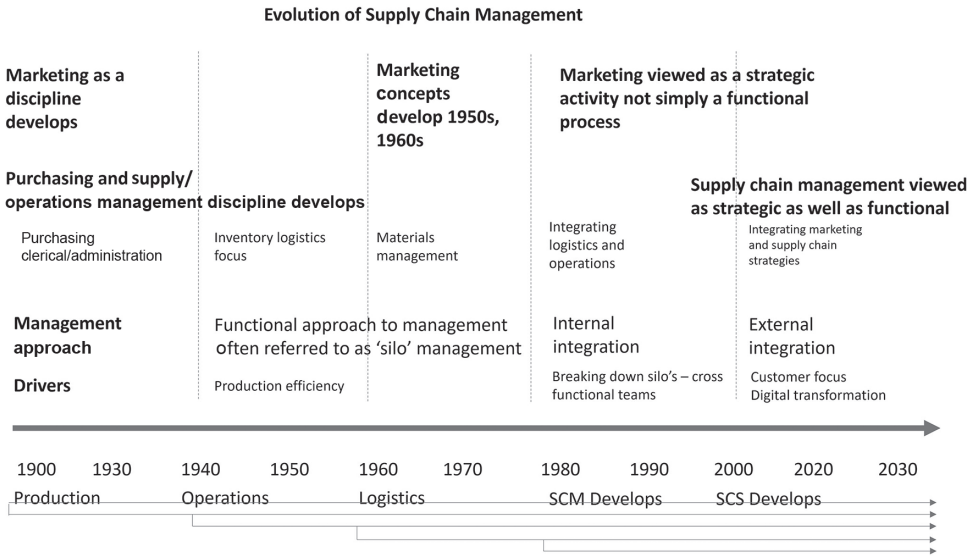 Evolution of Supply Chain Management
Marketing as a
discipline
develops
Marketing
concepts
develop 1950s,
1960s
Marketing viewed as a strategic
activity not simply a functional
process
Purchasing and supply/
operations management discipline develops
Supply chain management viewed
as strategic as well as functional
Purchasing
clerical/administration
Inventory logistics
focus
Materials
management
Integrating
logistics and
operations
Integrating marketing
and supply chain
strategies
Management
approach
Functional approach to management
often referred to as ‘silo’ management
Internal
integration
External
integration
Drivers
Production efficiency
Breaking down silo’s – cross
functional teams
Customer focus
Digital transformation
1900 1930 1940 1950 1960 1970 1980 1990 2000 2020 2030
Production Operations Logistics SCM Develops SCS Develops